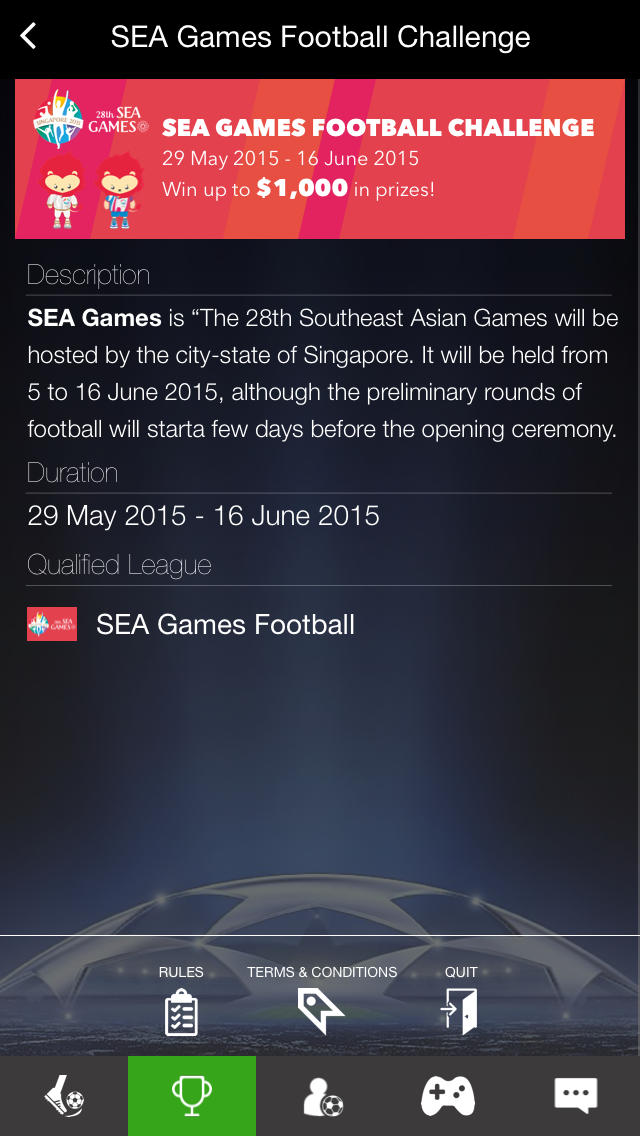 SEA Games Football Challenge
SINGAPORE 2015
28th SEA
GAMES
SEA GAMES FOOTBALL CHALLENGE
29 May 2015 - 16 June 2015
Win up to $1,000 in prizes!
Description
SEA Games is “The 28th Southeast Asian Games will be
hosted by the city-state of Singapore. It will be held from
5 to 16 June 2015, although the preliminary rounds of
football will starta few days before the opening ceremony.
Duration
29 May 2015 - 16 June 2015
Qualified League
28th SEA
GAMES
SEA Games Football
RULES
TERMS & CONDITIONS
QUIT